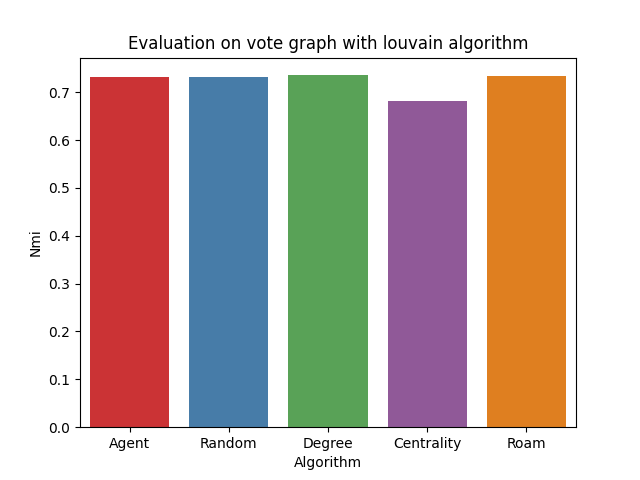 Evaluation on vote graph with louvain algorithm
0.7
0.6
0.5
0.4
0.3
0.2
0.1
0.0
Nmi
Agent Random Degree Centrality Roam
Algorithm